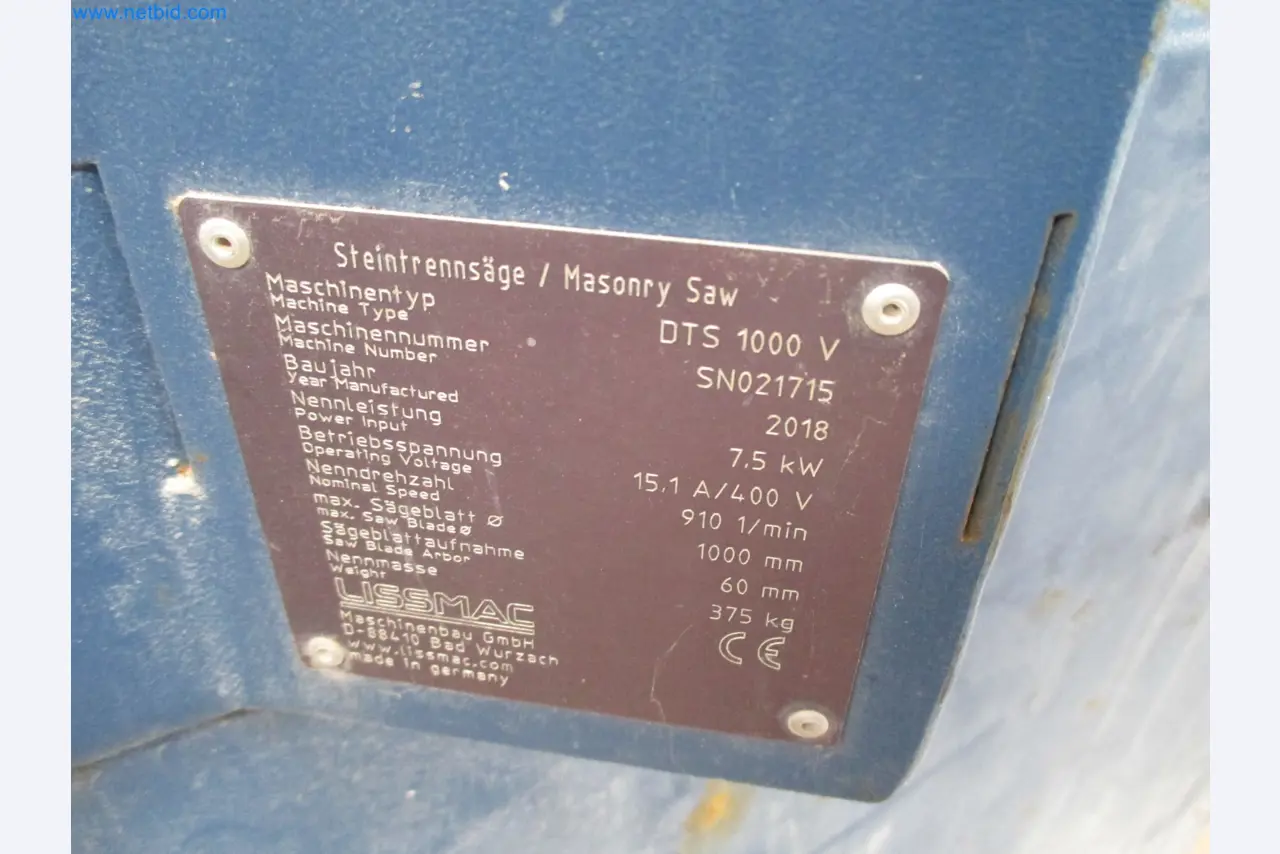 www.netbid.com
Steintrennsäge / Masonry Saw
Maschinentyp
Machine Type
DTS 1000 V
Maschinennummer
Machine Number
SN021715
Baujahr
Year Manufactured
2018
Nennleistung
Power Input
7,5 kW
Betriebsspannung
Operating Voltage
15,1 A/400 V
Nenndrehzahl
Nominal Speed
910 1/min
max. Sägeblatt ⌀
max. Saw Blade⌀
1000 mm
Sägeblattaufnahme
Saw Blade Arbor
60 mm
Nennmasse
Weight
375 kg
LISSMAC
Maschinenbau GmbH
D-88410 Bad Wurzach
www.lissmac.com
made in germany
CE